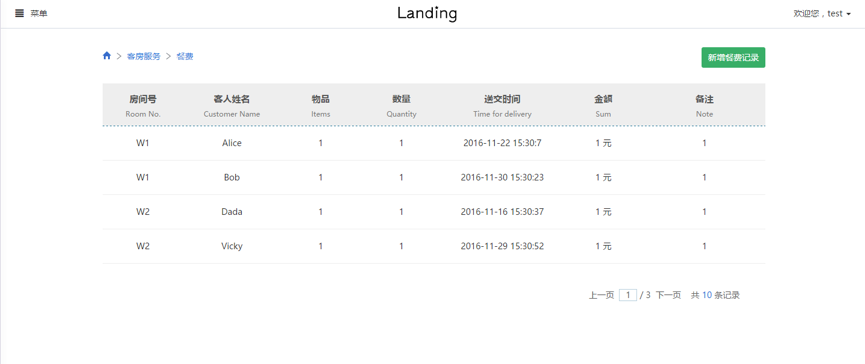 菜单 Landing 欢迎您，test
客房服务 > 餐费 新增餐费记录
房间号 客人姓名 物品 数量 送交时间 金额 备注
Room No. Customer Name Items Quantity Time for delivery Sum Note
W1 Alice 1 1 2016-11-22 15:30:7 1 元 1
W1 Bob 1 1 2016-11-30 15:30:23 1 元 1
W2 Dada 1 1 2016-11-16 15:30:37 1 元 1
W2 Vicky 1 1 2016-11-29 15:30:52 1 元 1
上一页 1 / 3 下一页 共 10 条记录